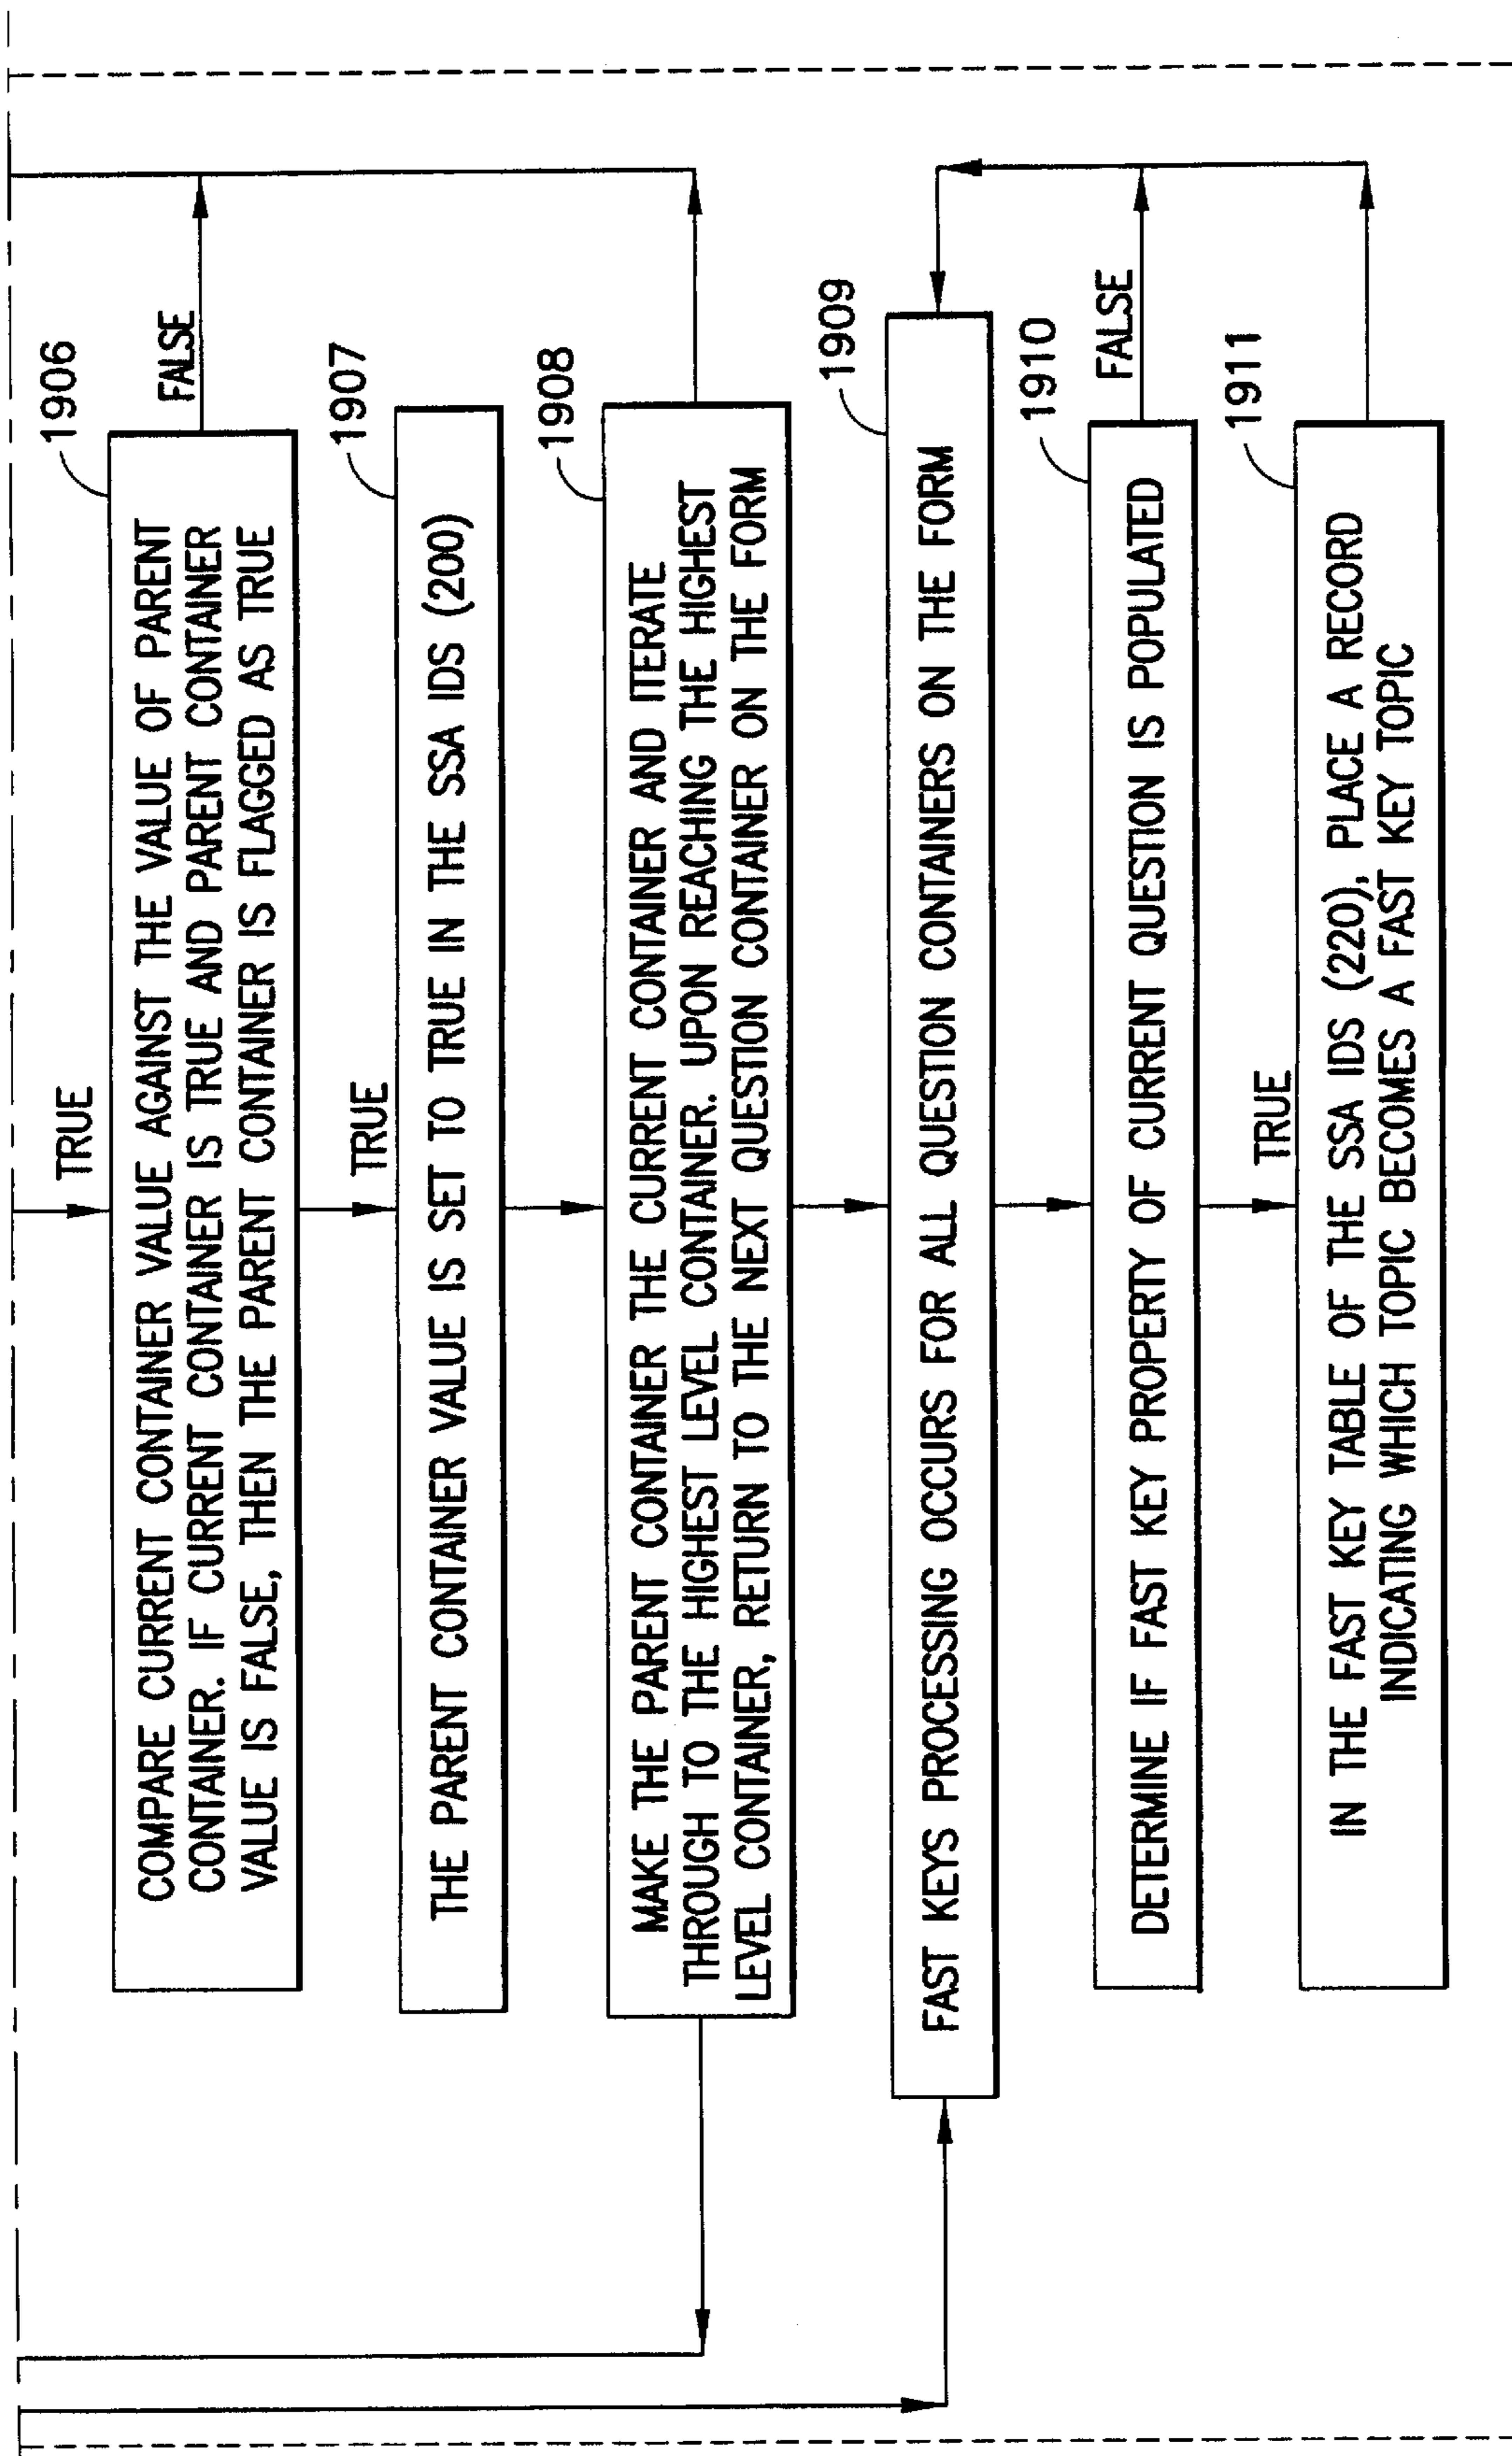 TRUE
1906
COMPARE CURRENT CONTAINER VALUE AGAINST THE VALUE OF PARENT
CONTAINER. IF CURRENT CONTAINER IS TRUE AND PARENT CONTAINER
VALUE IS FALSE, THEN THE PARENT CONTAINER IS FLAGGED AS TRUE
FALSE
TRUE
1907
THE PARENT CONTAINER VALUE IS SET TO TRUE IN THE SSA IDS (200)
1908
MAKE THE PARENT CONTAINER THE CURRENT CONTAINER AND ITERATE
THROUGH TO THE HIGHEST LEVEL CONTAINER. UPON REACHING THE HIGHEST
LEVEL CONTAINER, RETURN TO THE NEXT QUESTION CONTAINER ON THE FORM
1909
FAST KEYS PROCESSING OCCURS FOR ALL QUESTION CONTAINERS ON THE FORM
1910
DETERMINE IF FAST KEY PROPERTY OF CURRENT QUESTION IS POPULATED
FALSE
TRUE
1911
IN THE FAST KEY TABLE OF THE SSA IDS (220), PLACE A RECORD
INDICATING WHICH TOPIC BECOMES A FAST KEY TOPIC